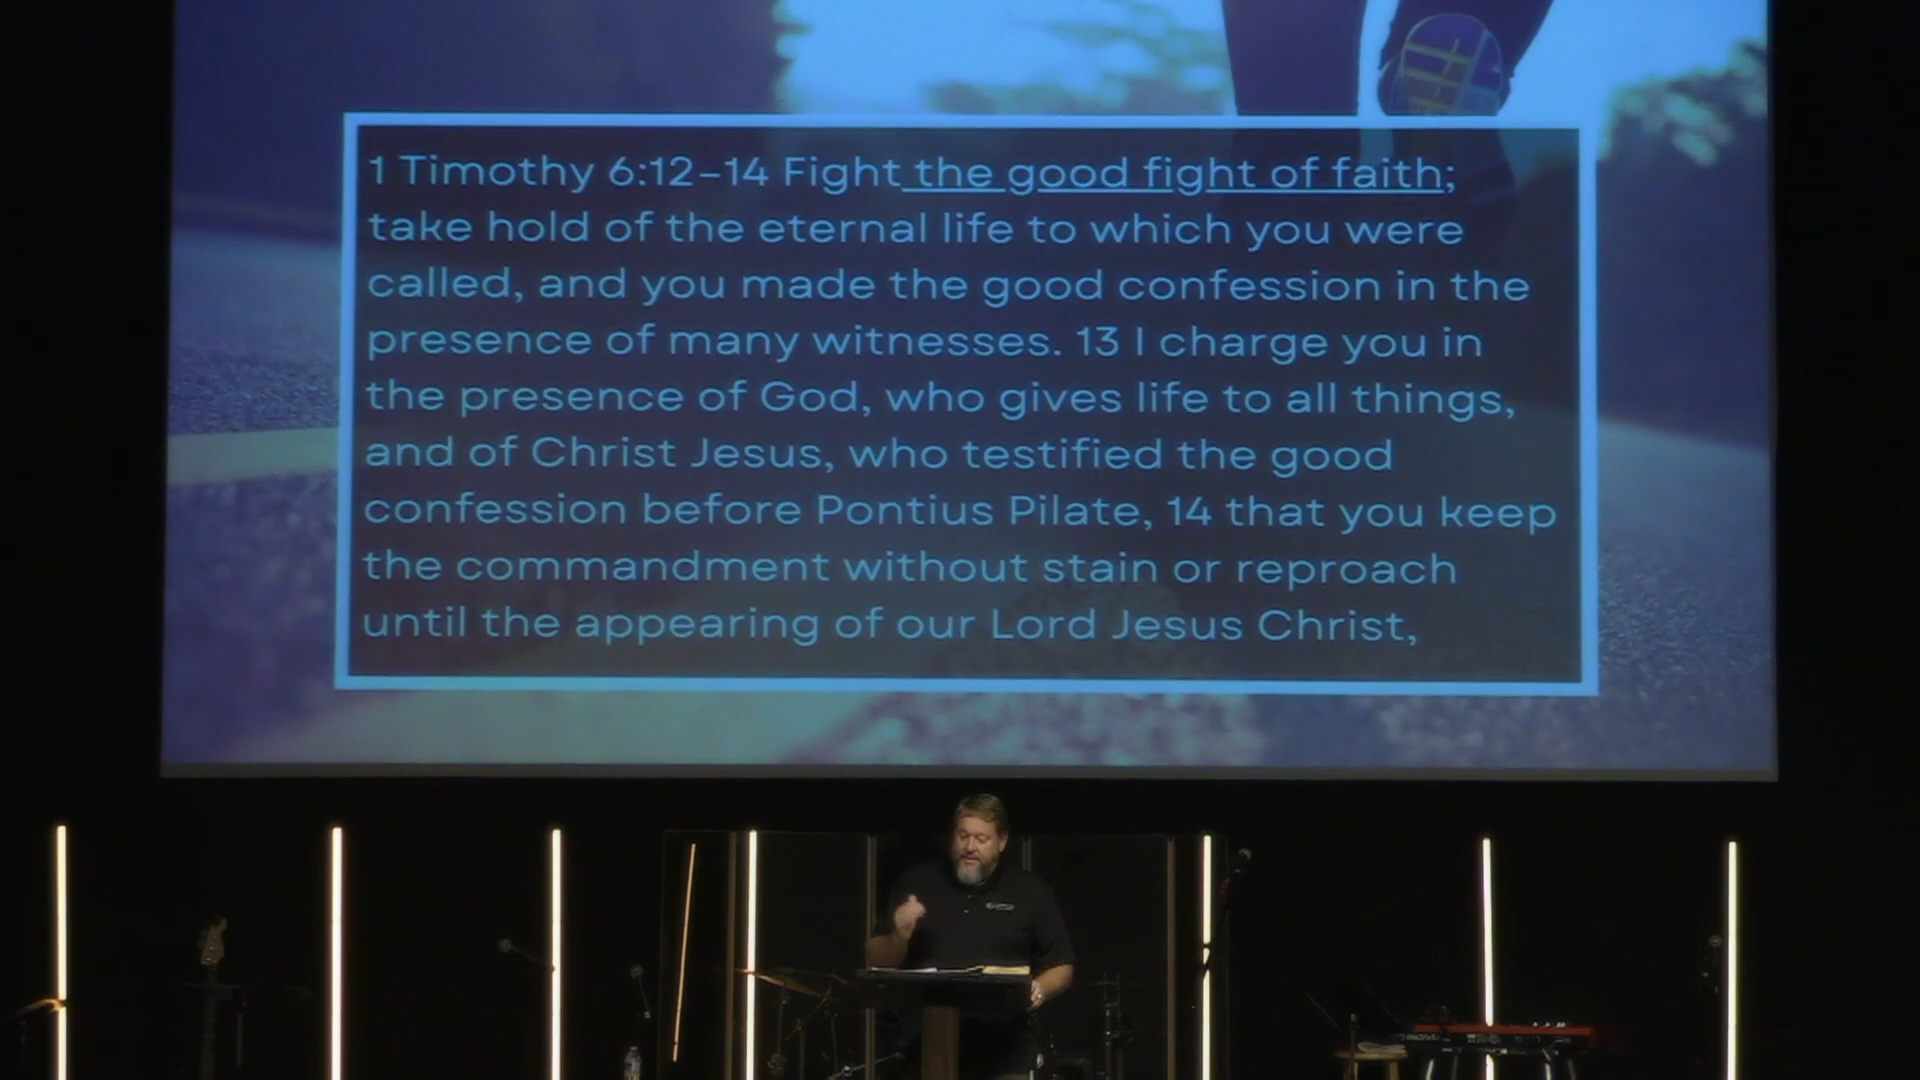 1 Timothy 6:12–14 Fight the good fight of faith;
take hold of the eternal life to which you were
called, and you made the good confession in the
presence of many witnesses. 13 I charge you in
the presence of God, who gives life to all things,
and of Christ Jesus, who testified the good
confession before Pontius Pilate, 14 that you keep
the commandment without stain or reproach
until the appearing of our Lord Jesus Christ,